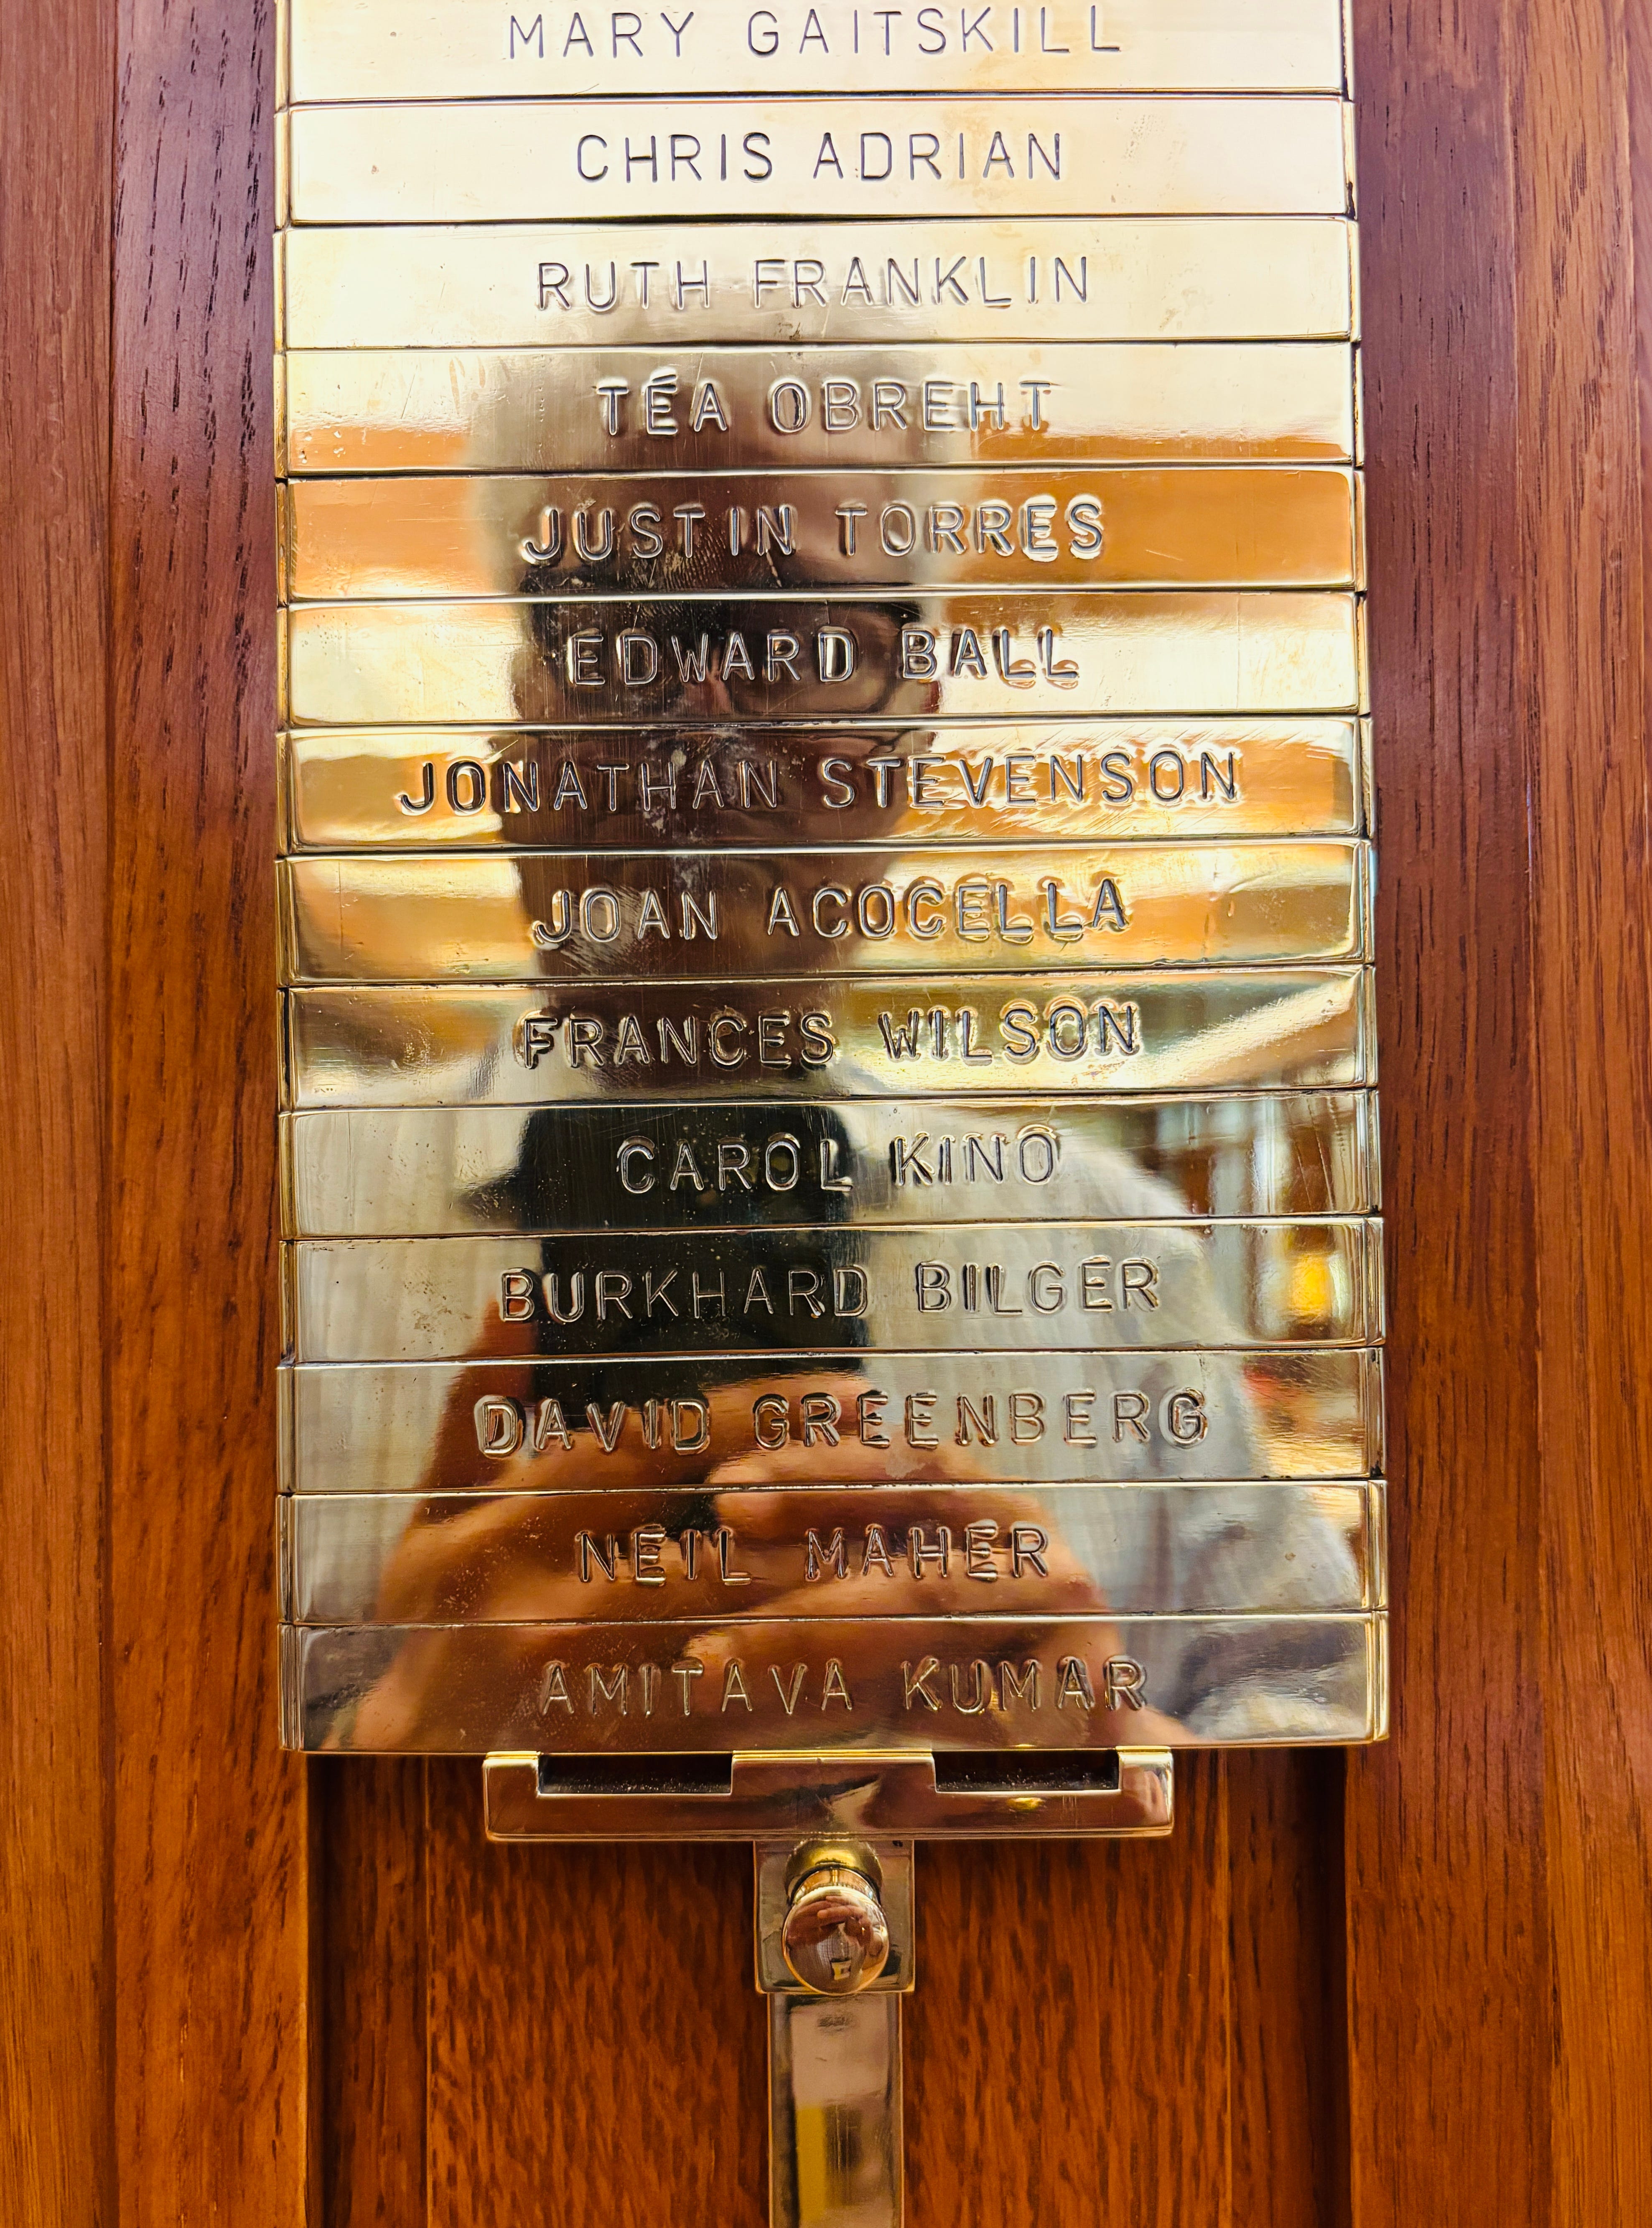 MARY GAITSKILL
CHRIS ADRIAN
RUTH FRANKLIN
TÉA OBREHT
JUSTIN TORRES
EDWARD BALL
JONATHAN STEVENSON
JOAN ACOCELLA
FRANCES WILSON
CAROL KINO
BURKHARD BILGER
DAVID GREENBERG
NEIL MAHER
AMITAVA KUMAR